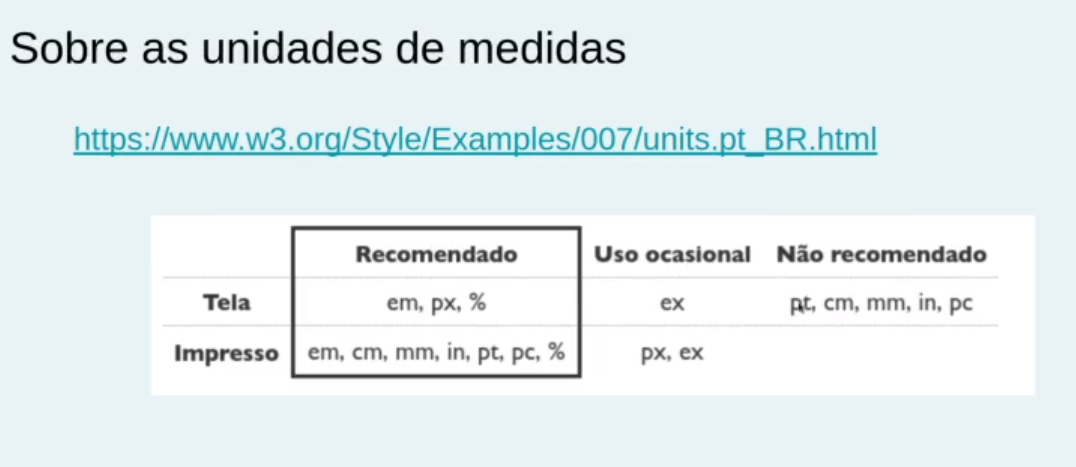 Sobre as unidades de medidas
https://www.w3.org/Style/Examples/007/units.pt_BR.html
Recomendado Uso ocasional Não recomendado
Tela em, px, % ex pt, cm, mm, in, pc
Impresso em, cm, mm, in, pt, pc, % px, ex